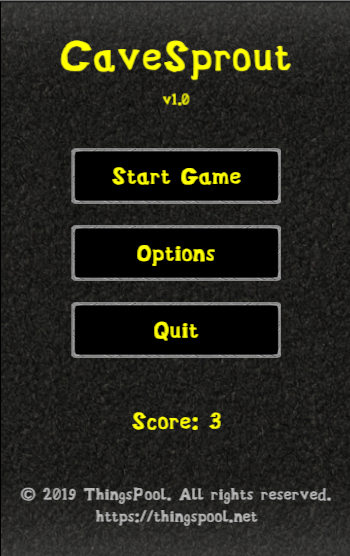 CaveSprout
v1.0
Start Game
Options
Quit
Score: 3
© 2019 ThingsPool. All rights reserved.
https://thingspool.net